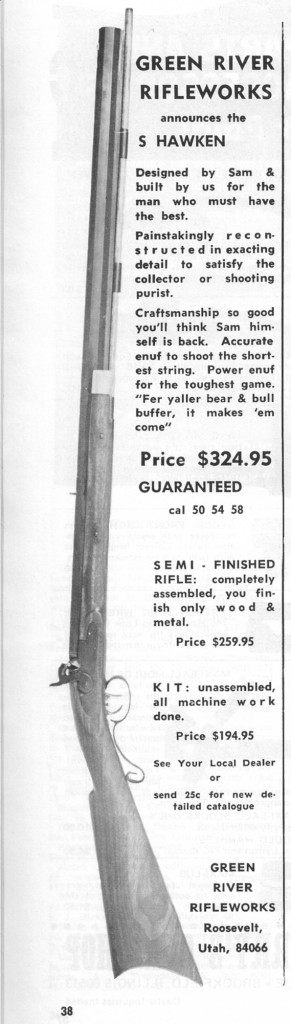 GREEN RIVER
RIFLEWORKS
announces the
S HAWKEN
Designed by Sam &
built by us for the
man who must have
the best.
Painstakingly recon-
structed in exacting
detail to satisfy the
collector or shooting
purist.
Craftsmanship so good
you'll think Sam him-
self is back. Accurate
enuf to shoot the short-
est string. Power enuf
for the toughest game.
"Fer yaller bear & bull
buffer, it makes 'em
come"
Price $324.95
GUARANTEED
cal 50 54 58
SEMI - FINISHED
RIFLE: completely
assembled, you fin-
ish only wood &
metal.
Price $259.95
KIT: unassembled,
all machine work
done.
Price $194.95
See Your Local Dealer
or
send 25c for new de-
tailed catalogue
GREEN
RIVER
RIFLEWORKS
Roosevelt,
Utah, 84066
38